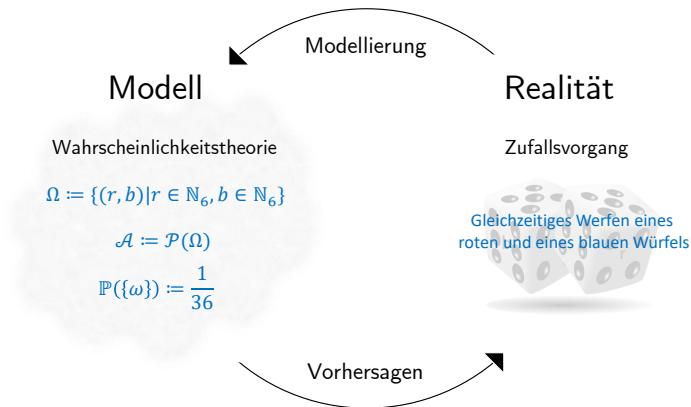 Modellierung
Modell
Realität
Wahrscheinlichkeitstheorie
Zufallsvorgang
Ω ≔ {(r, b)|r ∈ ℕ₆, b ∈ ℕ₆}
𝒜 ≔ 𝒫(Ω)
ℙ({ω}) ≔ 1/36
Gleichzeitiges Werfen eines
roten und eines blauen Würfels
Vorhersagen